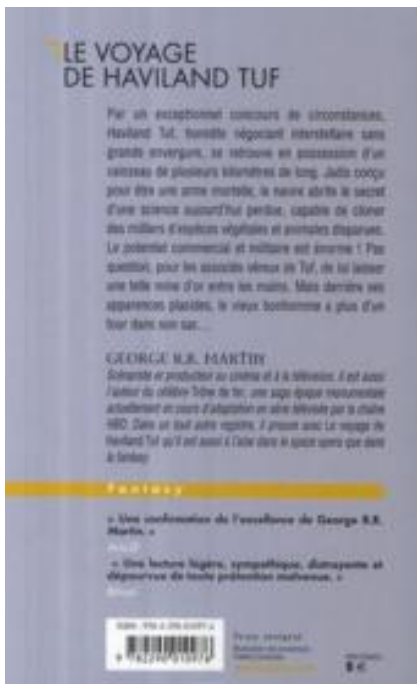 LE VOYAGE
DE HAVILAND TUF
Par un exceptionnel concours de circonstances,
Haviland Tuf, honnête négociant interstellaire sans
grande envergure, se retrouve en possession d'un
vaisseau de plusieurs kilomètres de long. Jadis conçu
pour être une arme mortelle, le navire abrite le secret
d'une science aujourd'hui perdue, capable de cloner
des milliers d'espèces végétales et animales disparues.
Le potentiel commercial et militaire est énorme ! Pas
question, pour les associés véreux de Tuf, de lui laisser
une telle mine d'or entre les mains. Mais derrière ses
apparences placides, le vieux bonhomme a plus d'un
tour dans son sac...
GEORGE R.R. MARTIN
Scénariste et producteur au cinéma et à la télévision, il est aussi
l'auteur du célèbre Trône de fer, une saga épique monumentale
actuellement en cours d'adaptation en série télévisée par la chaîne
HBO. Dans un tout autre registre, il prouve avec Le voyage de
Haviland Tuf qu'il est aussi à l'aise dans le space opera que dans
la fantasy.
Fantasy
« Une confirmation de l'excellence de George R.R.
Martin. »
« Une lecture légère, sympathique, distrayante et
dépourvue de toute prétention malvenue. »
Texte intégral
8 €